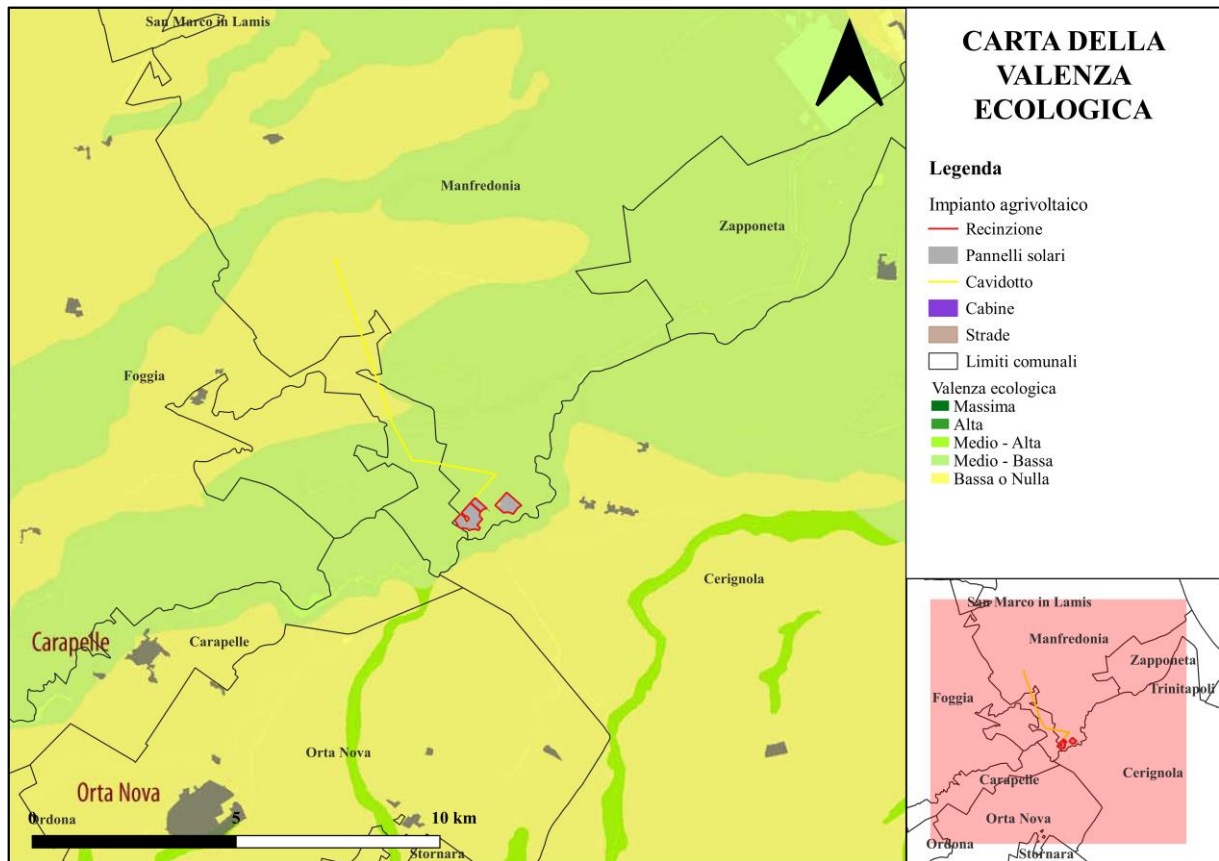 San Marco in Lamis
Manfredonia
Zapponeta
Foggia
Cerignola
Carapelle
Carapelle
Orta Nova
Orta Nova
Ordona
Stornara
0 5 10 km
CARTA DELLA
VALENZA
ECOLOGICA
Legenda
Impianto agrivoltaico
Recinzione
Pannelli solari
Cavidotto
Cabine
Strade
Limiti comunali
Valenza ecologica
Massima
Alta
Medio - Alta
Medio - Bassa
Bassa o Nulla
San Marco in Lamis
Manfredonia
Zapponeta
Trinitapoli
Foggia
Cerignola
Carapelle
Orta Nova
Ordona
Stornara